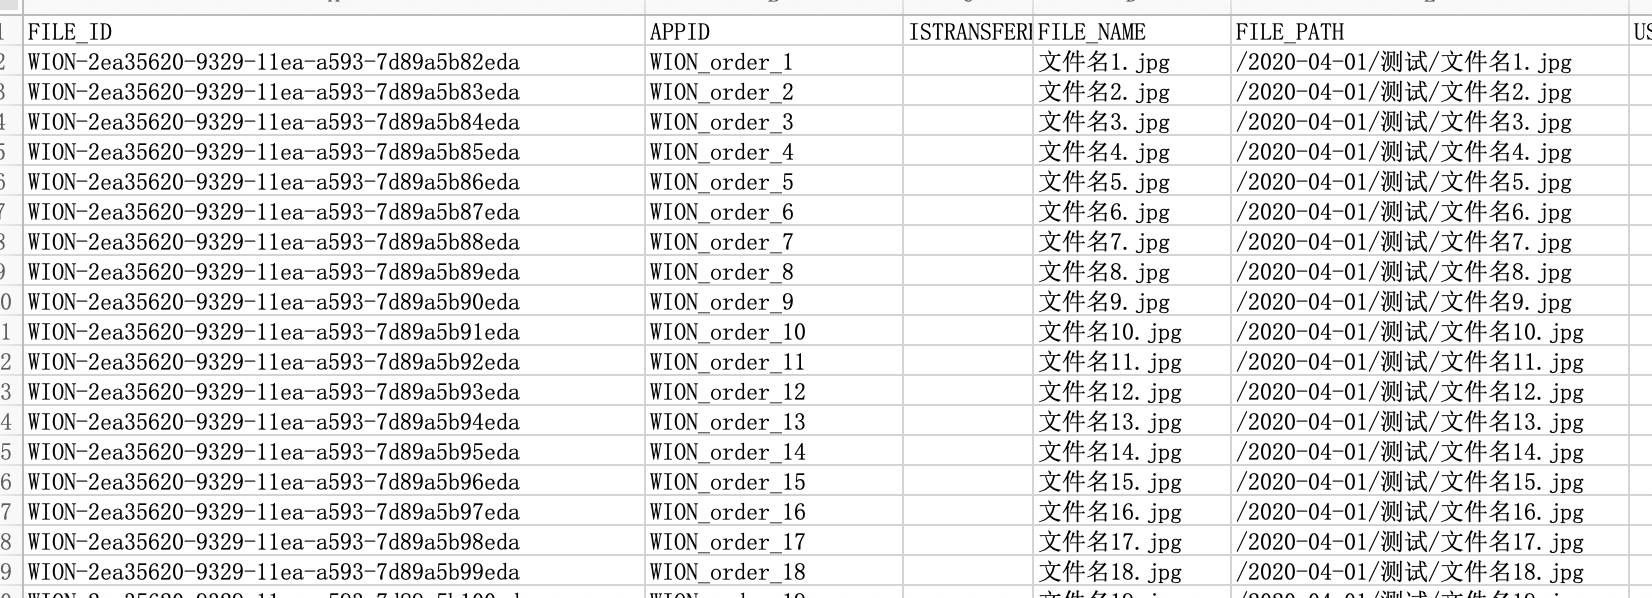 FILE_ID APPID ISTRANSFER FILE_NAME FILE_PATH US
2 WION-2ea35620-9329-11ea-a593-7d89a5b82eda WION_order_1 文件名1.jpg /2020-04-01/测试/文件名1.jpg
3 WION-2ea35620-9329-11ea-a593-7d89a5b83eda WION_order_2 文件名2.jpg /2020-04-01/测试/文件名2.jpg
4 WION-2ea35620-9329-11ea-a593-7d89a5b84eda WION_order_3 文件名3.jpg /2020-04-01/测试/文件名3.jpg
5 WION-2ea35620-9329-11ea-a593-7d89a5b85eda WION_order_4 文件名4.jpg /2020-04-01/测试/文件名4.jpg
6 WION-2ea35620-9329-11ea-a593-7d89a5b86eda WION_order_5 文件名5.jpg /2020-04-01/测试/文件名5.jpg
7 WION-2ea35620-9329-11ea-a593-7d89a5b87eda WION_order_6 文件名6.jpg /2020-04-01/测试/文件名6.jpg
8 WION-2ea35620-9329-11ea-a593-7d89a5b88eda WION_order_7 文件名7.jpg /2020-04-01/测试/文件名7.jpg
9 WION-2ea35620-9329-11ea-a593-7d89a5b89eda WION_order_8 文件名8.jpg /2020-04-01/测试/文件名8.jpg
0 WION-2ea35620-9329-11ea-a593-7d89a5b90eda WION_order_9 文件名9.jpg /2020-04-01/测试/文件名9.jpg
1 WION-2ea35620-9329-11ea-a593-7d89a5b91eda WION_order_10 文件名10.jpg /2020-04-01/测试/文件名10.jpg
2 WION-2ea35620-9329-11ea-a593-7d89a5b92eda WION_order_11 文件名11.jpg /2020-04-01/测试/文件名11.jpg
3 WION-2ea35620-9329-11ea-a593-7d89a5b93eda WION_order_12 文件名12.jpg /2020-04-01/测试/文件名12.jpg
4 WION-2ea35620-9329-11ea-a593-7d89a5b94eda WION_order_13 文件名13.jpg /2020-04-01/测试/文件名13.jpg
5 WION-2ea35620-9329-11ea-a593-7d89a5b95eda WION_order_14 文件名14.jpg /2020-04-01/测试/文件名14.jpg
6 WION-2ea35620-9329-11ea-a593-7d89a5b96eda WION_order_15 文件名15.jpg /2020-04-01/测试/文件名15.jpg
7 WION-2ea35620-9329-11ea-a593-7d89a5b97eda WION_order_16 文件名16.jpg /2020-04-01/测试/文件名16.jpg
8 WION-2ea35620-9329-11ea-a593-7d89a5b98eda WION_order_17 文件名17.jpg /2020-04-01/测试/文件名17.jpg
9 WION-2ea35620-9329-11ea-a593-7d89a5b99eda WION_order_18 文件名18.jpg /2020-04-01/测试/文件名18.jpg